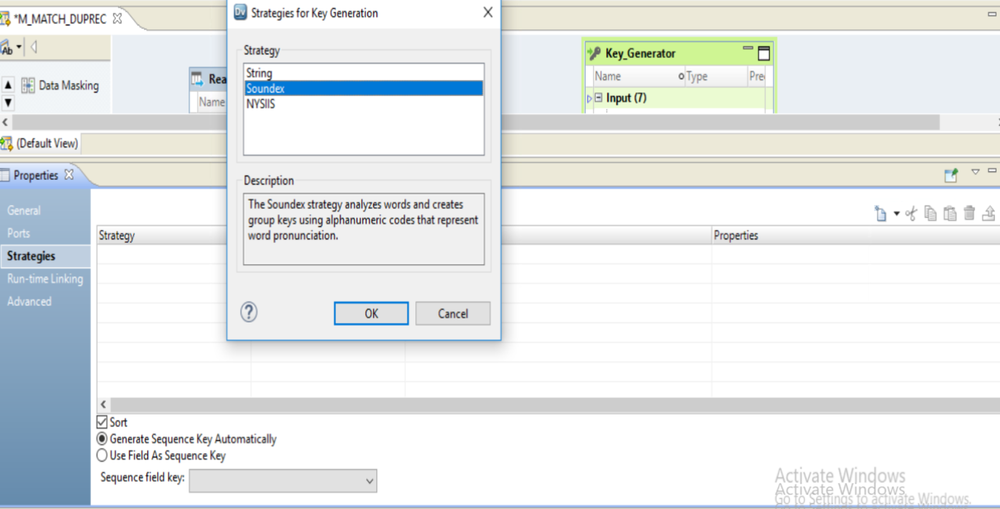 *M_MATCH_DUPREC
Dv Strategies for Key Generation
Ab
Data Masking
Rea
Name
Strategy
String
Soundex
NYSIIS
Key_Generator
Name Type Pre
Input (7)
(Default View)
Properties
Description
The Soundex strategy analyzes words and creates
group keys using alphanumeric codes that represent
word pronunciation.
OK Cancel
General
Ports
Strategies
Run-time Linking
Advanced
Strategy Properties
Sort
Generate Sequence Key Automatically
Use Field As Sequence Key
Sequence field key:
Activate Windows
Activate Windows
Go to Settings to activate Windows.